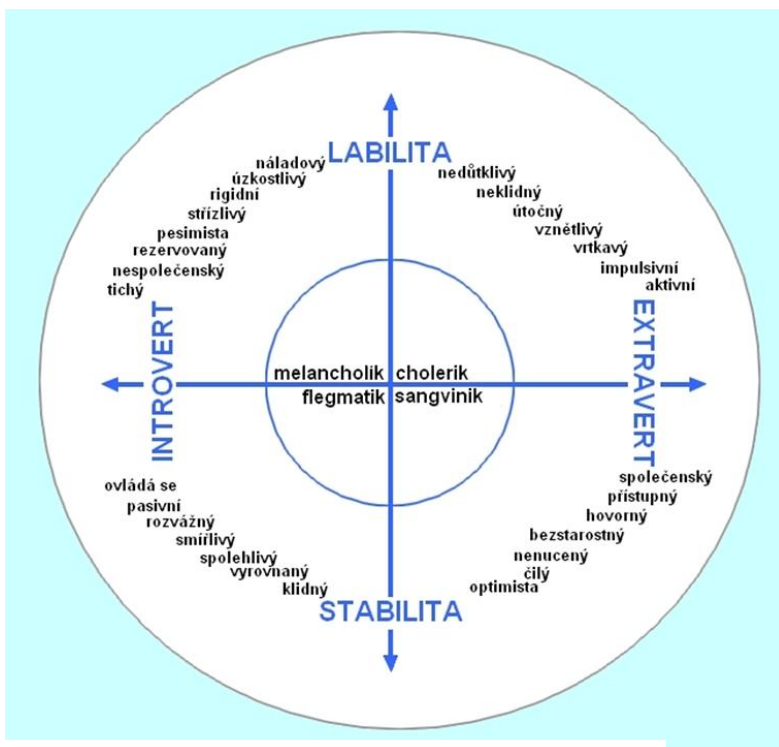 LABILITA
náladový
úzkostlivý
rigidní
střízlivý
pesimista
rezervovaný
nespolečenský
tichý
nedůtklivý
neklidný
útočný
vznětlivý
vrtkavý
impulsivní
aktivní
INTROVERT
EXTRAVERT
melancholik cholerik
flegmatik sangvinik
ovládá se
pasivní
rozvážný
smířlivý
spolehlivý
vyrovnaný
klidný
společenský
přístupný
hovorný
bezstarostný
nenucený
čilý
optimista
STABILITA